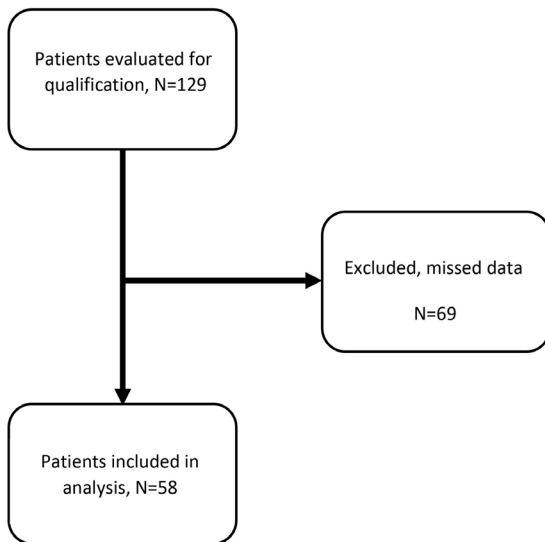 Patients evaluated for
qualification, N=129
Excluded, missed data
N=69
Patients included in
analysis, N=58